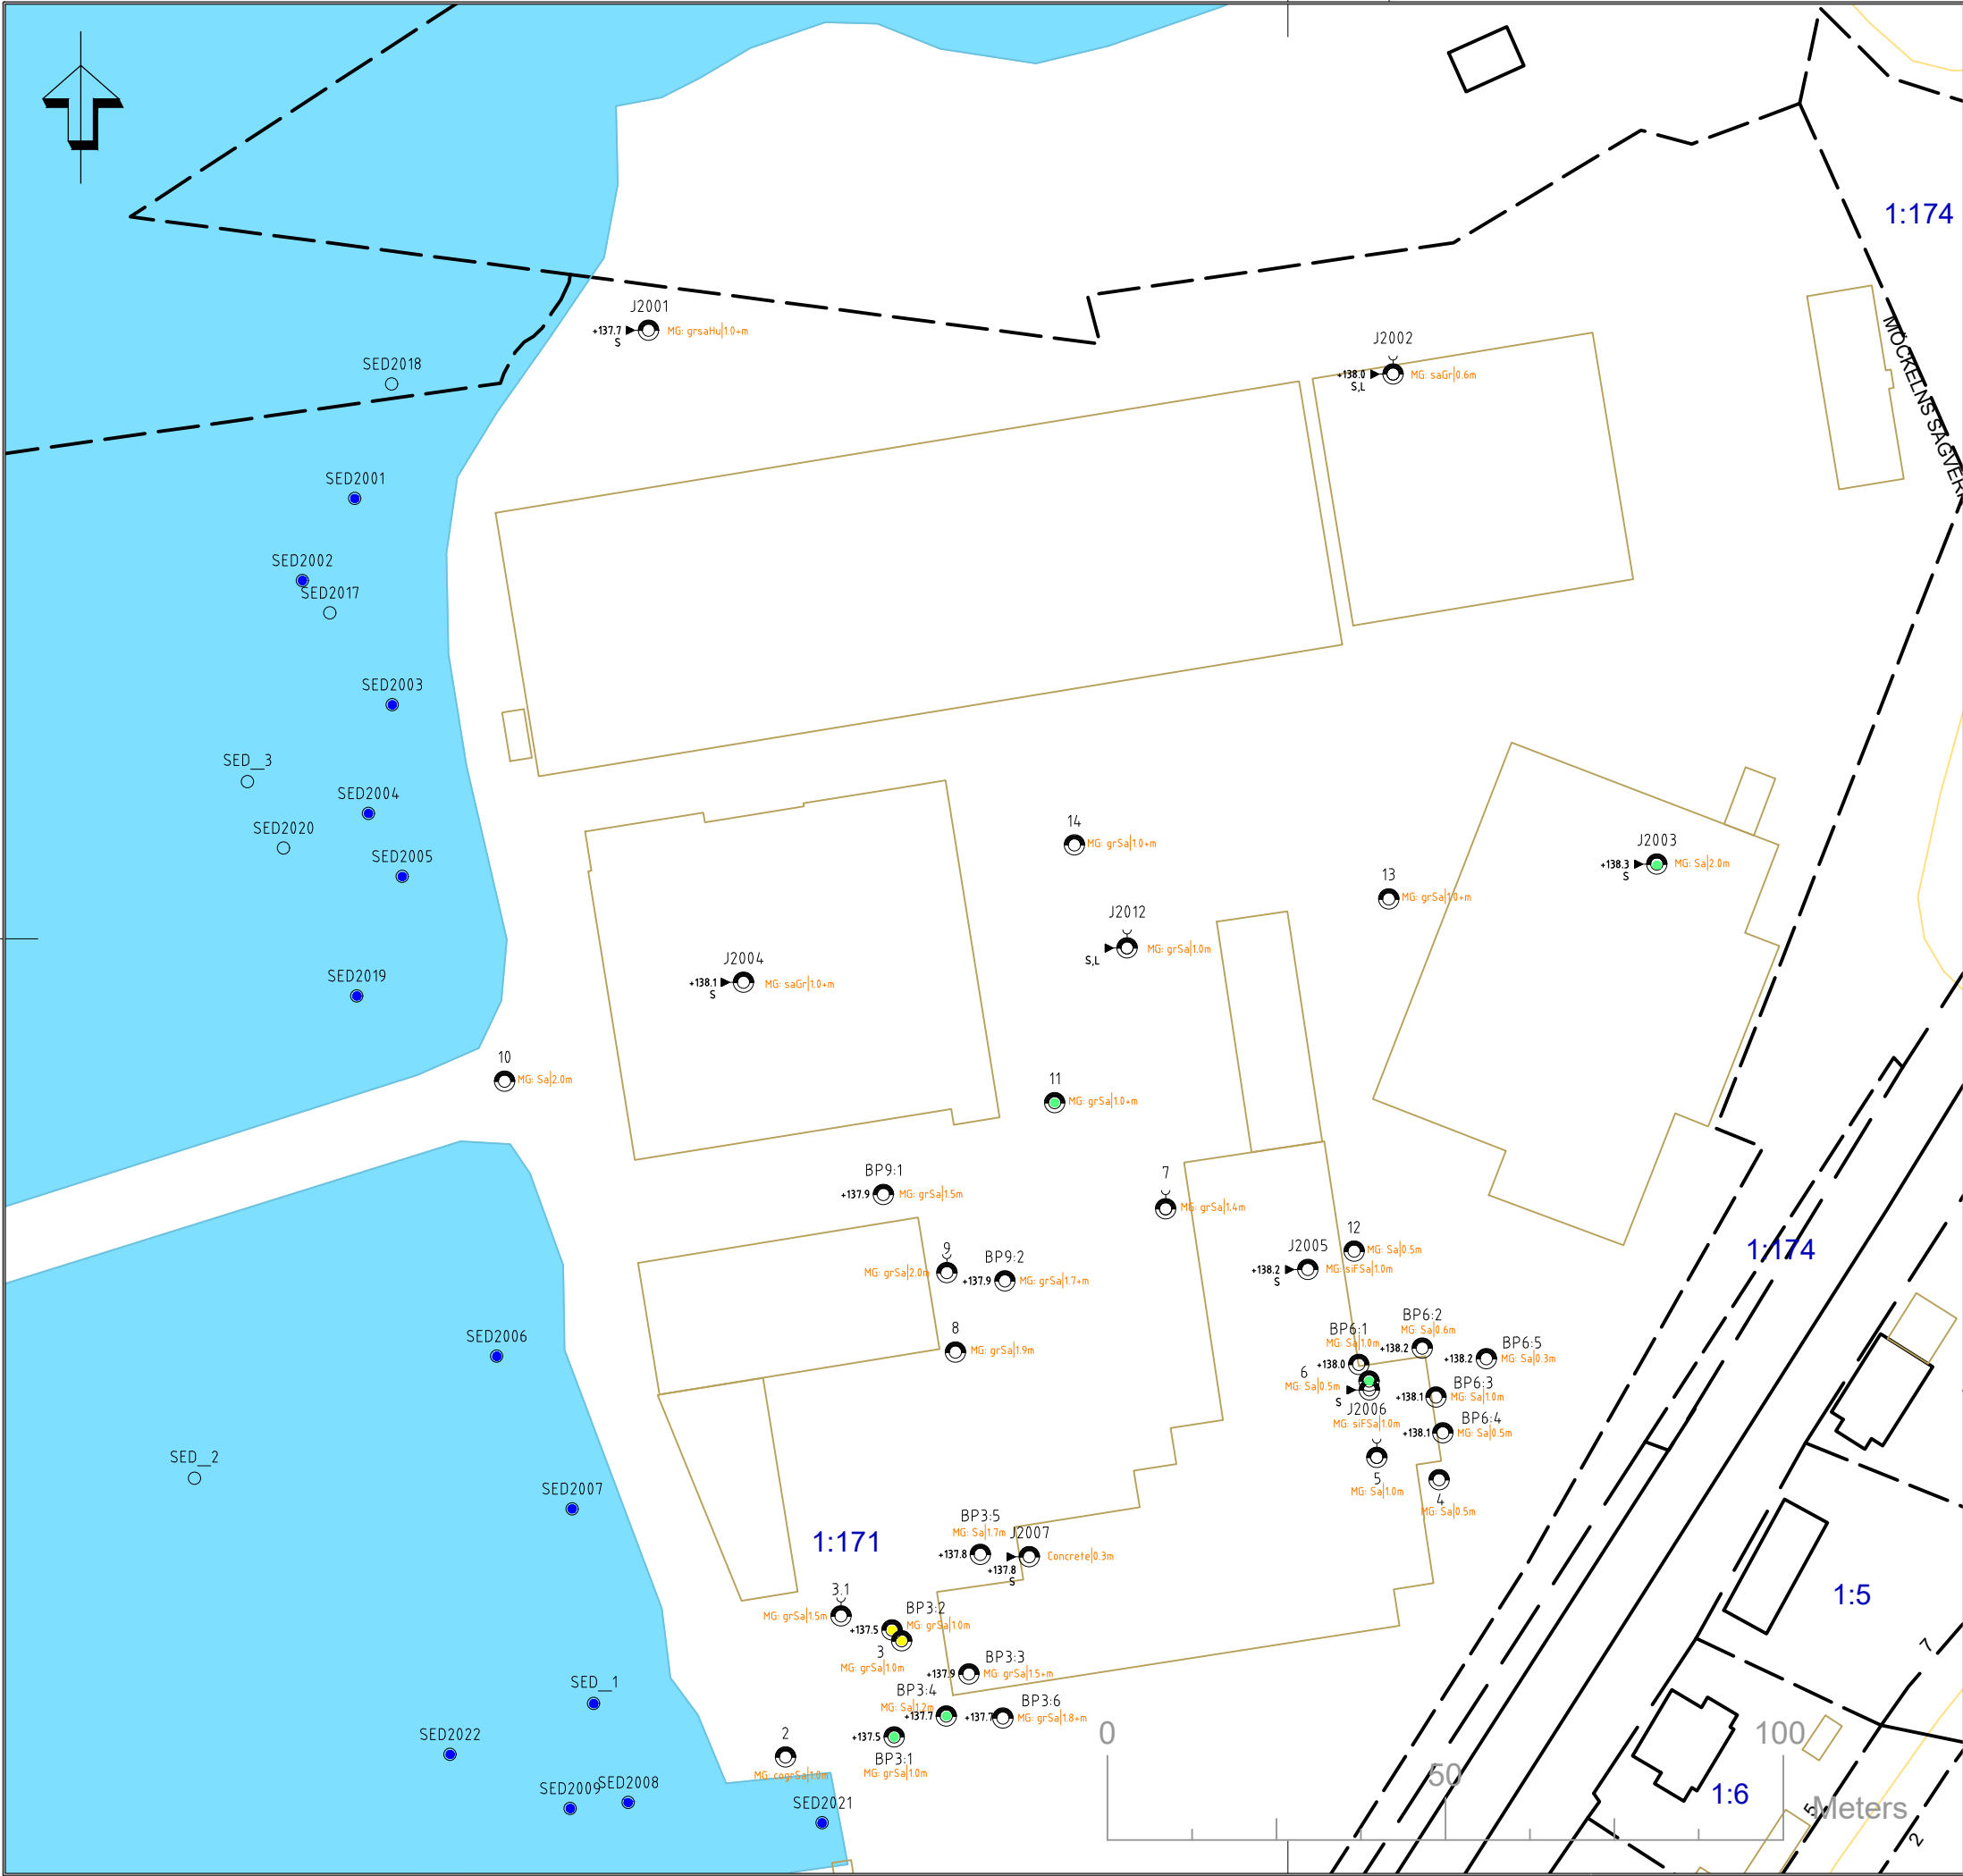 1:174
J2001
+137.7
S
MG: grsaHu|1.0+m
J2002
+138.0
S,L
MG: saGr|0.6m
MÖCKELNS SÅGVERK
SED2018
SED2001
SED2002
SED2017
SED2003
SED__3
SED2004
SED2020
SED2005
14
MG: grSa|1.0+m
J2003
+138.3
S
MG: Sa|2.0m
13
MG: grSa|1.0+m
J2012
S,L
MG: grSa|1.0m
J2004
+138.1
S
MG: saGr|1.0+m
SED2019
10
MG: Sa|2.0m
11
MG: grSa|1.0+m
BP9:1
+137.9
MG: grSa|1.5m
7
MG: grSa|1.4m
9
MG: grSa|2.0m
BP9:2
+137.9
MG: grSa|1.7+m
12
MG: Sa|0.5m
J2005
+138.2
S
MG: siFSa|1.0m
1:174
8
MG: grSa|1.9m
BP6:2
MG: Sa|0.6m
+138.2
BP6:1
MG: Sa|1.0m
+138.0
BP6:5
+138.2
MG: Sa|0.3m
6
MG: Sa|0.5m
S
J2006
MG: siFSa|1.0m
BP6:3
+138.1
MG: Sa|1.0m
BP6:4
+138.1
MG: Sa|0.5m
SED2006
SED__2
5
MG: Sa|1.0m
4
MG: Sa|0.5m
SED2007
1:171
BP3:5
MG: Sa|1.7m
+137.8
J2007
+137.8
S
Concrete|0.3m
1:5
3.1
MG: grSa|1.5m
BP3:2
+137.5
MG: grSa|1.0m
3
MG: grSa|1.0m
BP3:3
+137.9
MG: grSa|1.5+m
7
SED__1
BP3:4
MG: Sa|1.2m
+137.7
BP3:6
+137.7
MG: grSa|1.8+m
SED2022
2
MG: cogrSa|1.0m
+137.5
BP3:1
MG: grSa|1.0m
0
50
100
Meters
1:6
SED2009
SED2008
SED2021
5
2